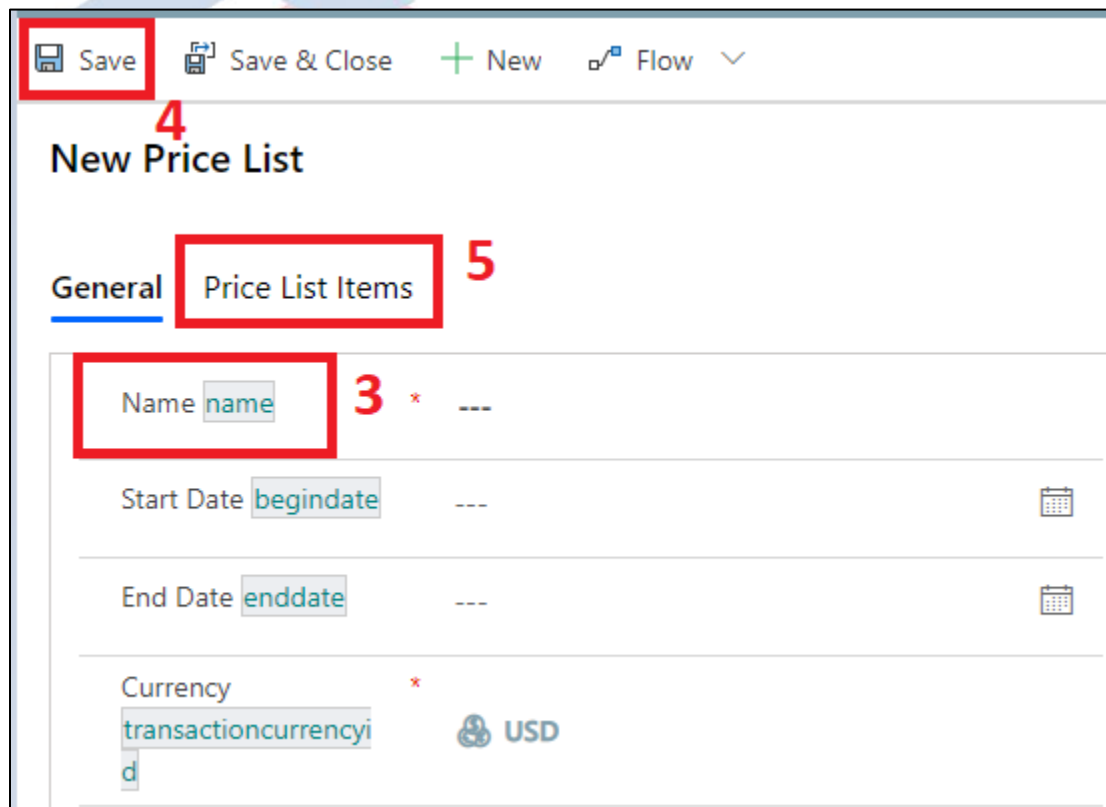 Save Save & Close New Flow
4
New Price List
5
General Price List Items
Name name 3 * ---
Start Date begindate ---
End Date enddate ---
Currency *
transactioncurrencyi USD
d